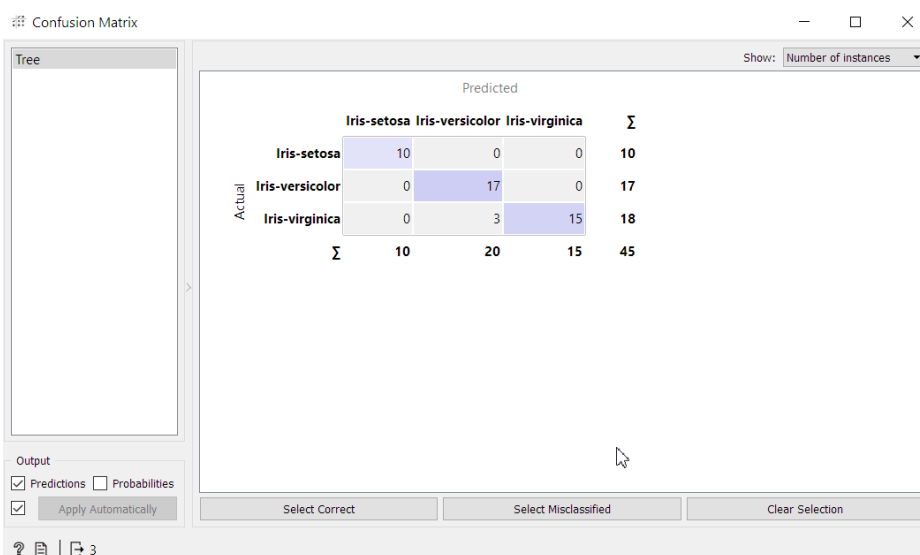 Confusion Matrix
Tree
Show: Number of instances
Predicted
Iris-setosa Iris-versicolor Iris-virginica Σ
Actual
Iris-setosa 10 0 0 10
Iris-versicolor 0 17 0 17
Iris-virginica 0 3 15 18
Σ 10 20 15 45
Output
Predictions Probabilities
Apply Automatically
Select Correct Select Misclassified Clear Selection
? 3